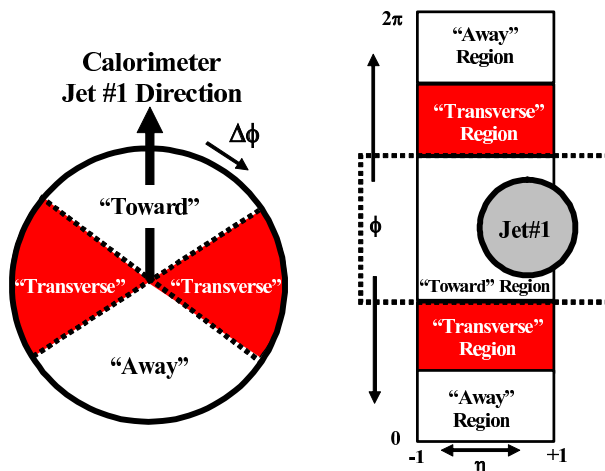 Calorimeter
Jet #1 Direction
Δϕ
“Toward”
“Transverse” “Transverse”
“Away”
2π
“Away”
Region
“Transverse”
Region
ϕ
Jet#1
“Toward” Region
“Transverse”
Region
“Away”
Region
0
-1 η +1